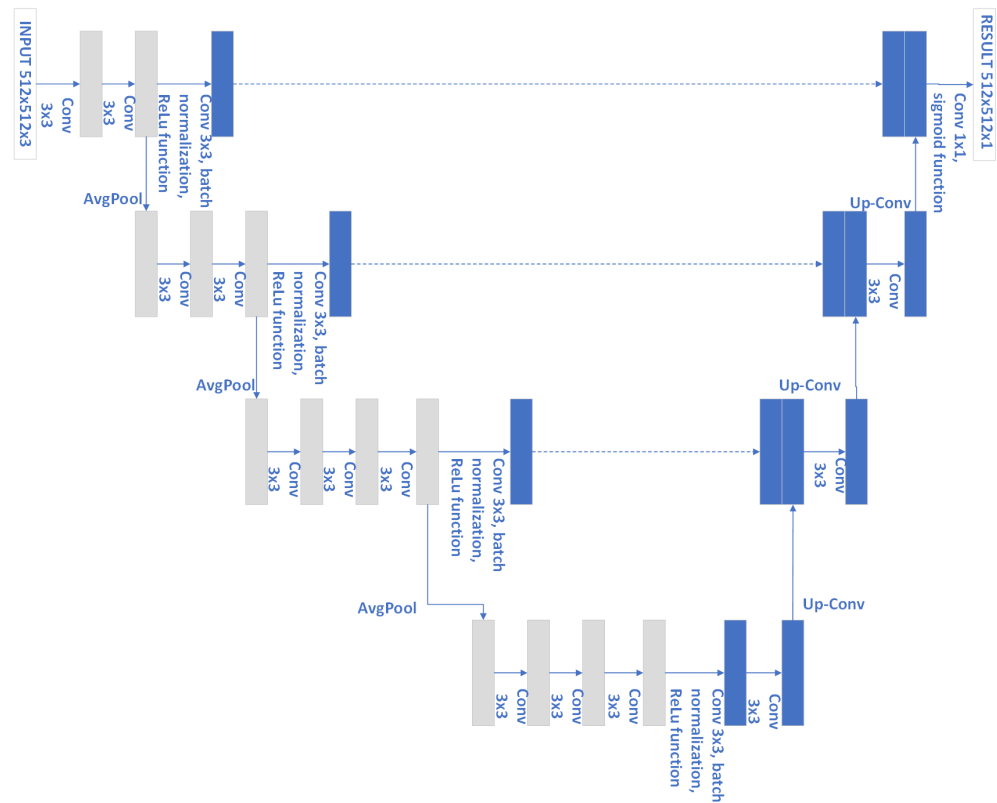 INPUT 512x512x3
Conv
3x3
Conv
3x3
Conv 3x3, batch
normalization,
ReLu function
Conv 1x1,
sigmoid function
RESULT 512x512x1
AvgPool
Up-Conv
Conv
3x3
Conv
3x3
Conv 3x3, batch
normalization,
ReLu function
Conv
3x3
AvgPool
Up-Conv
Conv
3x3
Conv
3x3
Conv
3x3
Conv 3x3, batch
normalization,
ReLu function
Conv
3x3
AvgPool
Up-Conv
Conv
3x3
Conv
3x3
Conv
3x3
Conv 3x3, batch
normalization,
ReLu function
Conv
3x3